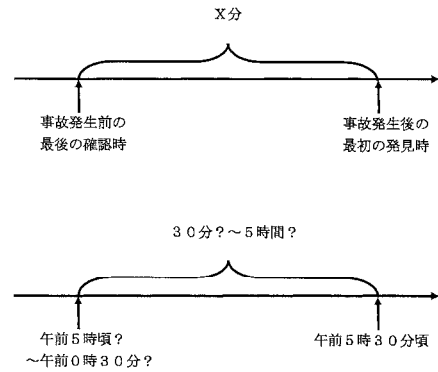 X分
事故発生前の
最後の確認時
事故発生後の
最初の発見時
30分?~5時間?
午前5時頃?
~午前0時30分?
午前5時30分頃